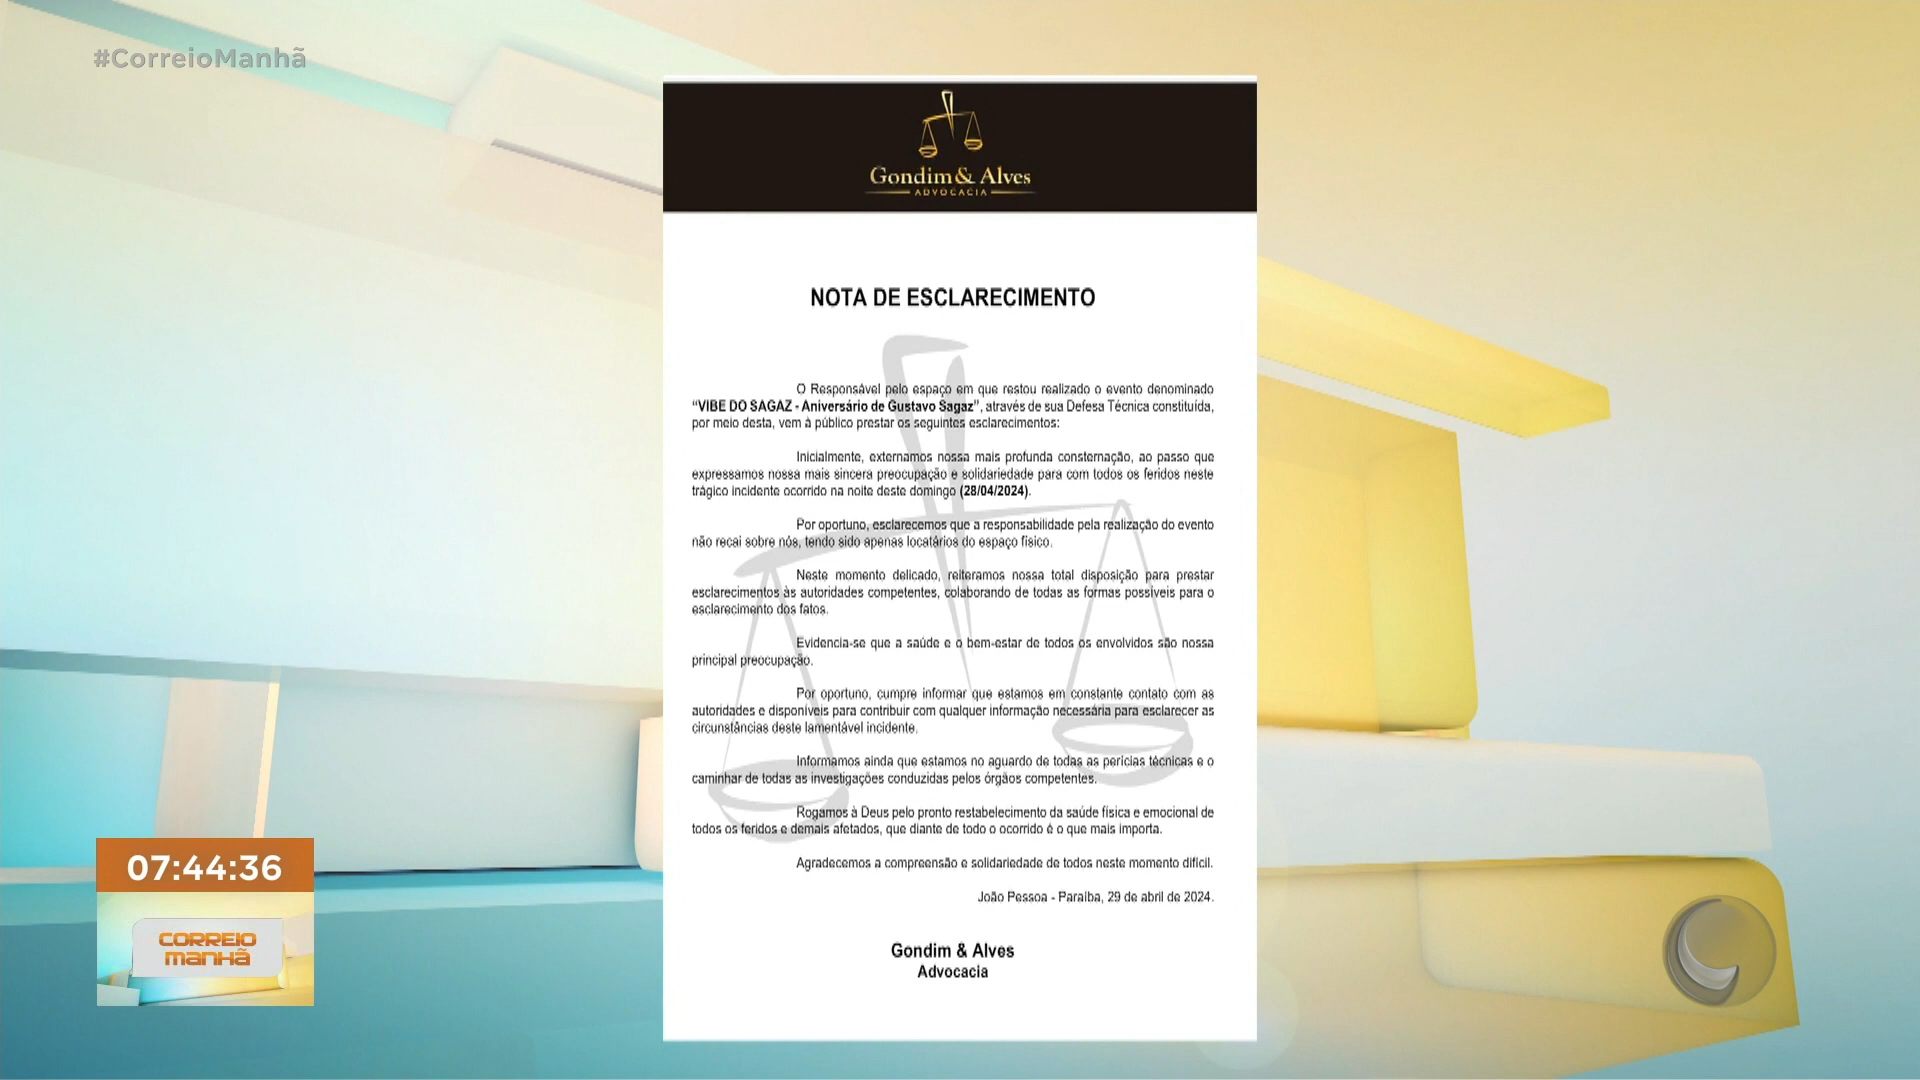 #CorreioManhã
Gondim & Alves
ADVOCACIA
NOTA DE ESCLARECIMENTO
O Responsável pelo espaço em que restou realizado o evento denominado
“VIBE DO SAGAZ - Aniversário de Gustavo Sagaz”, através de sua Defesa Técnica constituída,
por meio desta, vem à público prestar os seguintes esclarecimentos:
Inicialmente, externamos nossa mais profunda consternação, ao passo que
expressamos nossa mais sincera preocupação e solidariedade para com todos os feridos neste
trágico incidente ocorrido na noite deste domingo (28/04/2024).
Por oportuno, esclarecemos que a responsabilidade pela realização do evento
não recai sobre nós, tendo sido apenas locatários do espaço físico.
Neste momento delicado, reiteramos nossa total disposição para prestar
esclarecimentos às autoridades competentes, colaborando de todas as formas possíveis para o
esclarecimento dos fatos.
Evidencia-se que a saúde e o bem-estar de todos os envolvidos são nossa
principal preocupação.
Por oportuno, cumpre informar que estamos em constante contato com as
autoridades e disponíveis para contribuir com qualquer informação necessária para esclarecer as
circunstâncias deste lamentável incidente.
Informamos ainda que estamos no aguardo de todas as perícias técnicas e o
caminhar de todas as investigações conduzidas pelos órgãos competentes.
Rogamos à Deus pelo pronto restabelecimento da saúde física e emocional de
todos os feridos e demais afetados, que diante de todo o ocorrido é o que mais importa.
Agradecemos a compreensão e solidariedade de todos neste momento difícil.
João Pessoa - Paraíba, 29 de abril de 2024.
Gondim & Alves
Advocacia
07:44:36
CORREIO
manhã